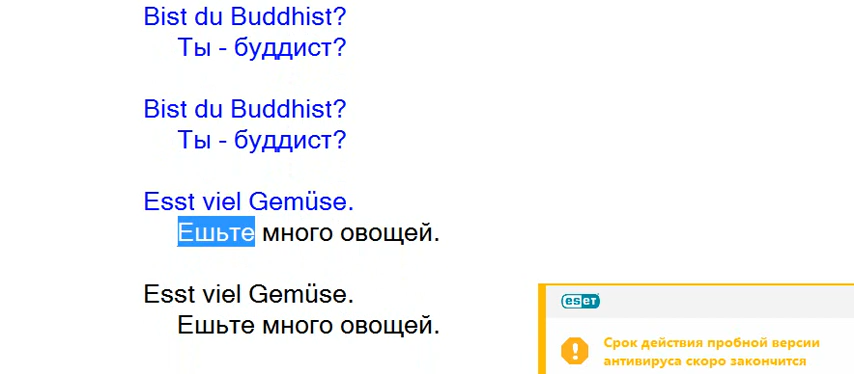 Bist du Buddhist?
Ты - буддист?
Bist du Buddhist?
Ты - буддист?
Esst viel Gemüse.
Ешьте много овощей.
Esst viel Gemüse.
Ешьте много овощей.
eseT
Срок действия пробной версии
антивируса скоро закончится